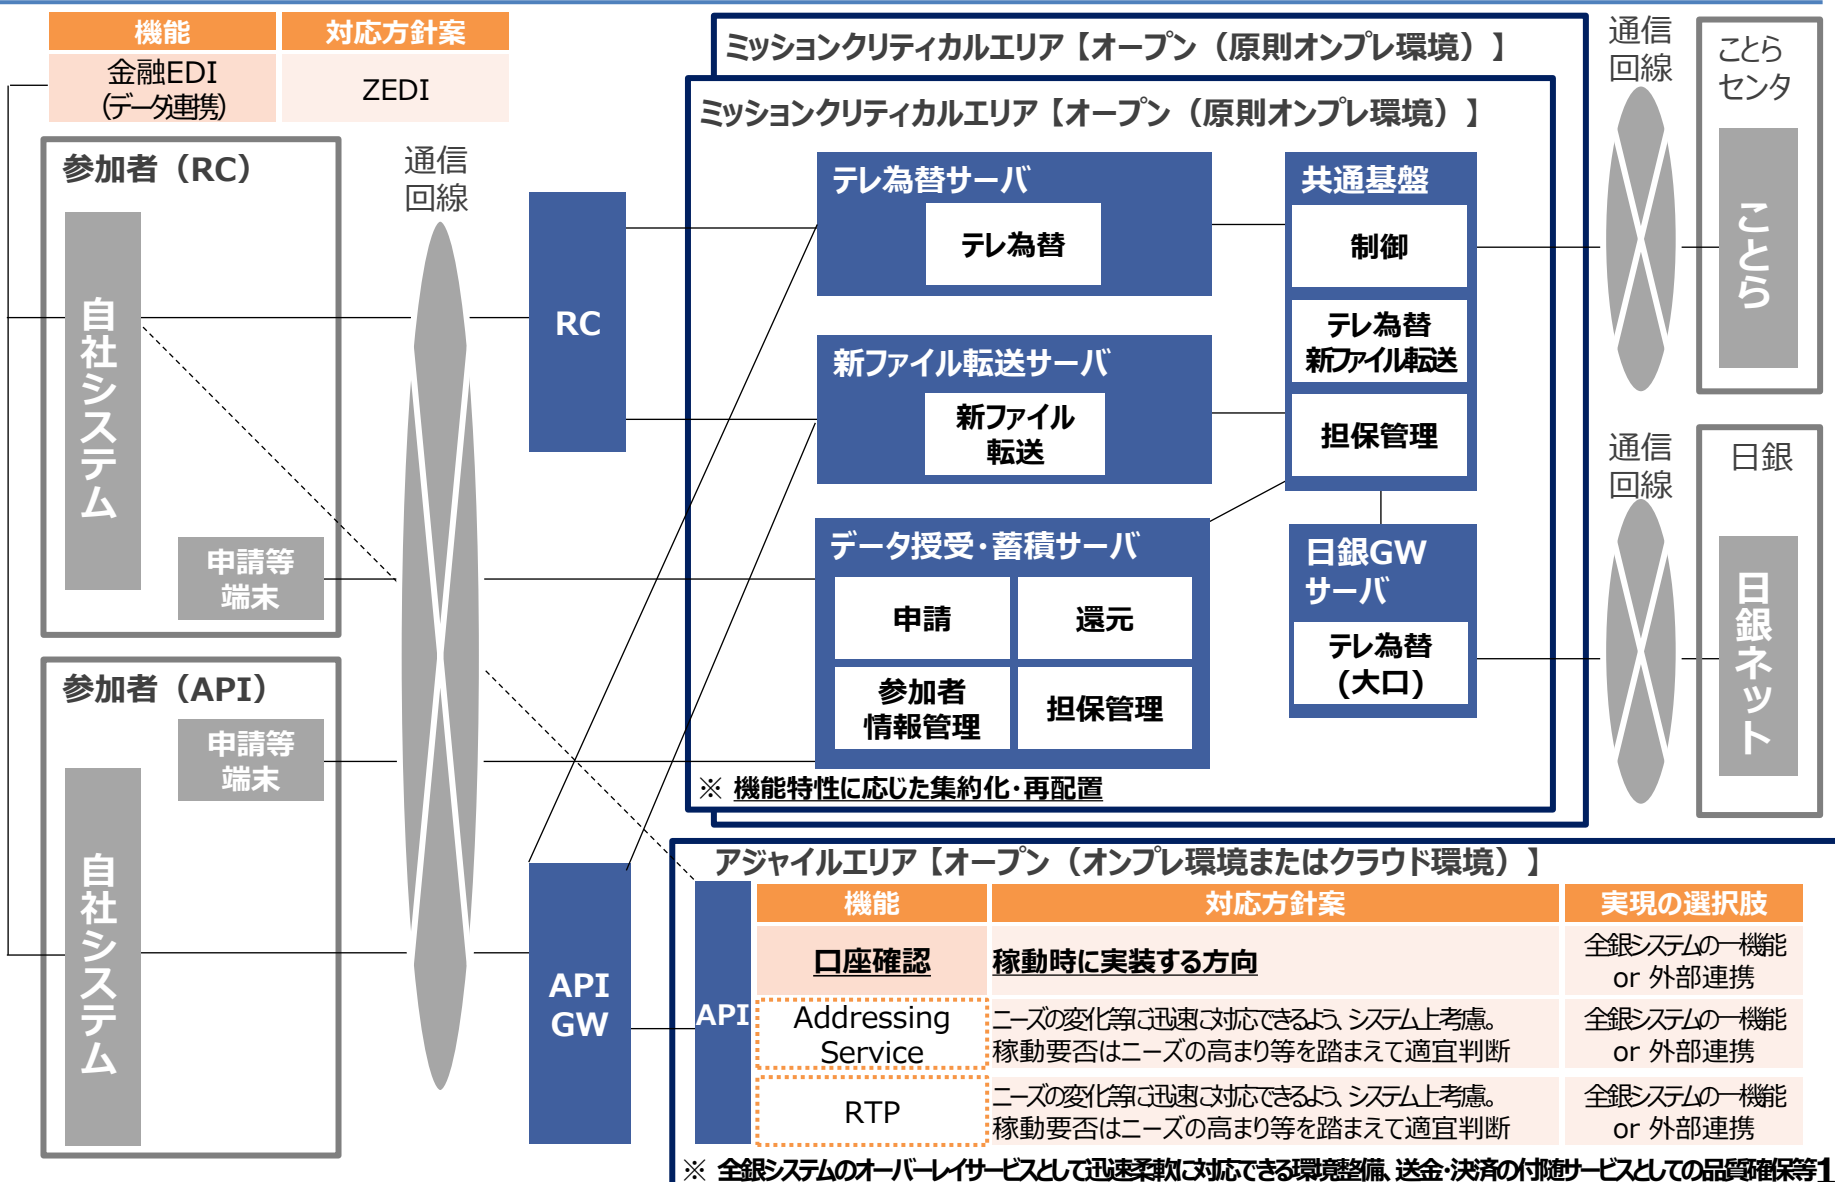 機能
対応方針案
金融EDI
(データ連携)
ZEDI
参加者（RC）
自社システム
申請等
端末
参加者（API）
申請等
端末
自社システム
通信
回線
RC
API
GW
ミッションクリティカルエリア【オープン（原則オンプレ環境）】
ミッションクリティカルエリア【オープン（原則オンプレ環境）】
テレ為替サーバ
テレ為替
新ファイル転送サーバ
新ファイル
転送
データ授受・蓄積サーバ
申請
還元
参加者
情報管理
担保管理
共通基盤
制御
テレ為替
新ファイル転送
担保管理
日銀GW
サーバ
テレ為替
(大口)
※ 機能特性に応じた集約化・再配置
通信
回線
ことら
センタ
ことら
通信
回線
日銀
日銀ネット
アジャイルエリア【オープン（オンプレ環境またはクラウド環境）】
API
機能
対応方針案
実現の選択肢
口座確認
稼動時に実装する方向
全銀システムの一機能
or 外部連携
Addressing
Service
ニーズの変化等に迅速に対応できるよう、システム上考慮。
稼動要否はニーズの高まり等を踏まえて適宜判断
全銀システムの一機能
or 外部連携
RTP
ニーズの変化等に迅速に対応できるよう、システム上考慮。
稼動要否はニーズの高まり等を踏まえて適宜判断
全銀システムの一機能
or 外部連携
※ 全銀システムのオーバーレイサービスとして迅速柔軟に対応できる環境整備、送金・決済の付随サービスとしての品質確保等
1